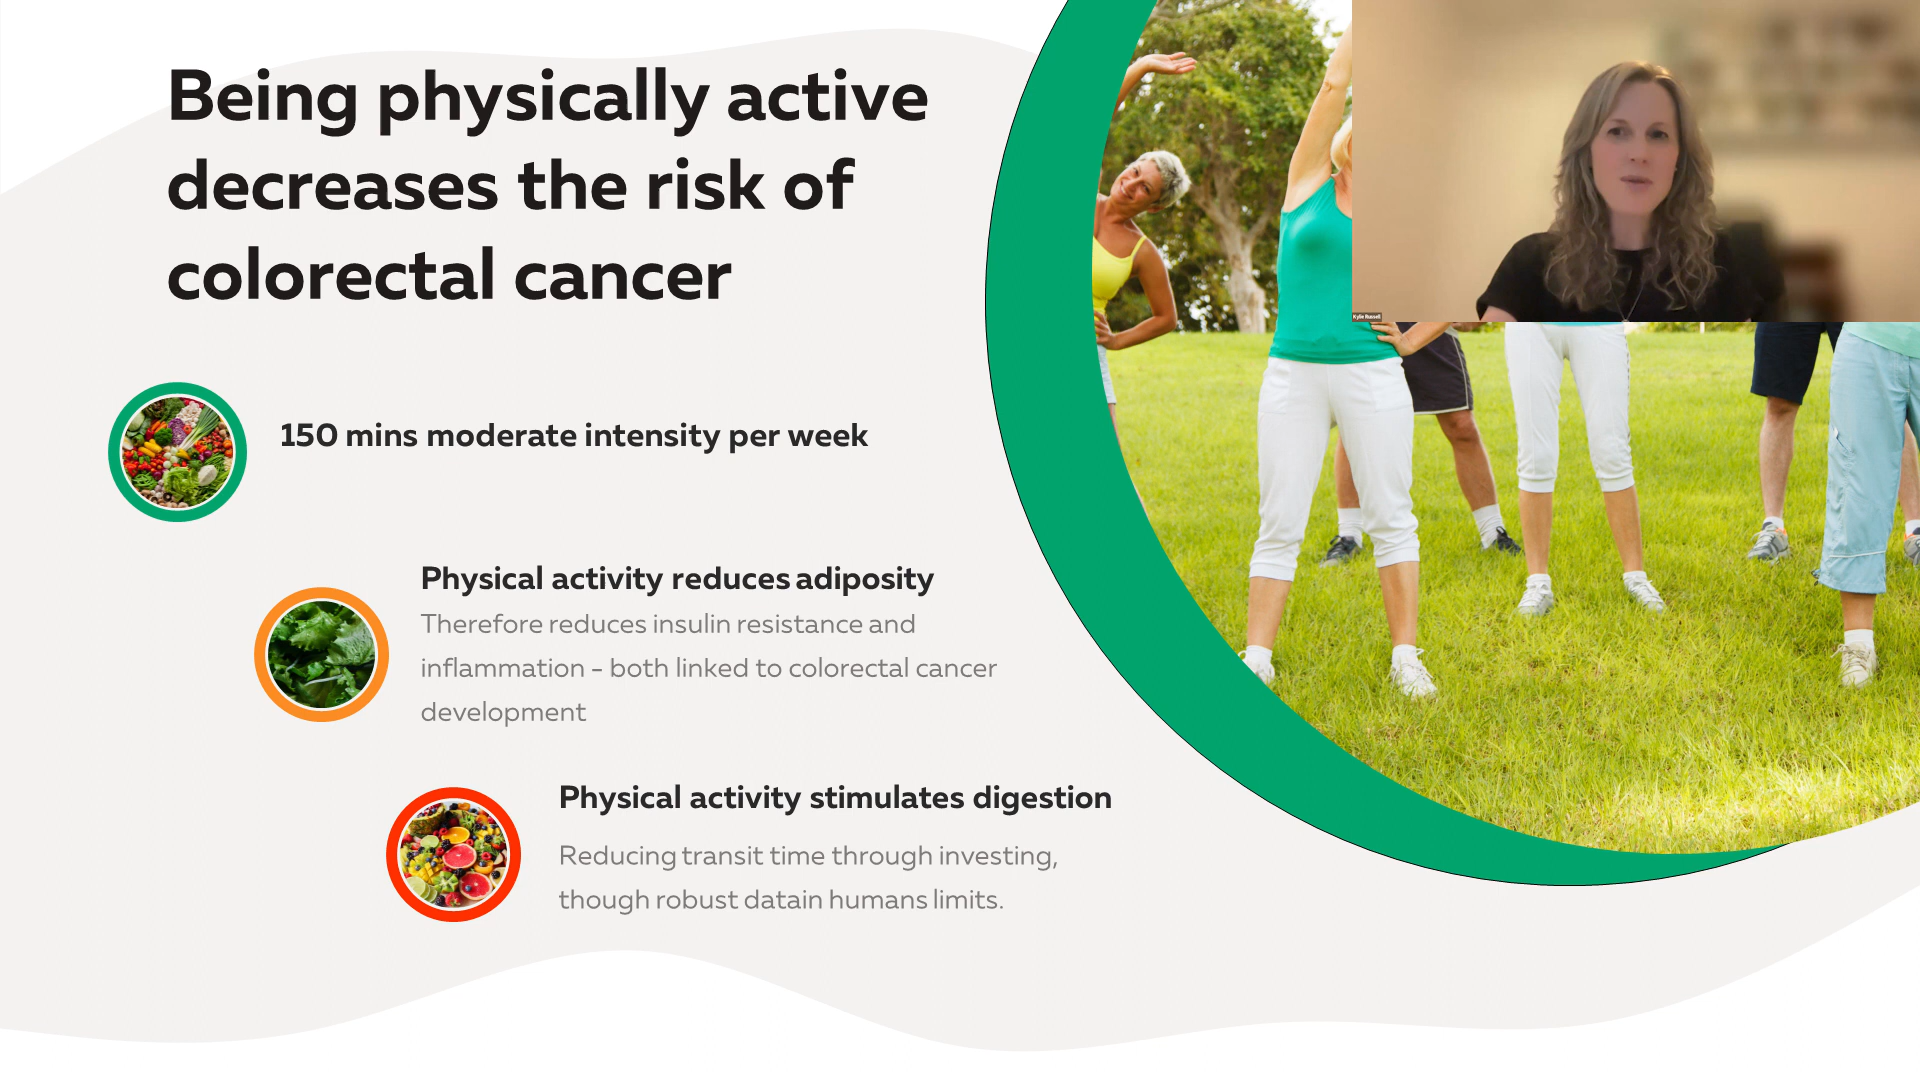 Being physically active
decreases the risk of
colorectal cancer
150 mins moderate intensity per week
Physical activity reduces adiposity
Therefore reduces insulin resistance and
inflammation - both linked to colorectal cancer
development
Physical activity stimulates digestion
Reducing transit time through investing,
though robust datain humans limits.
Kylie Russell